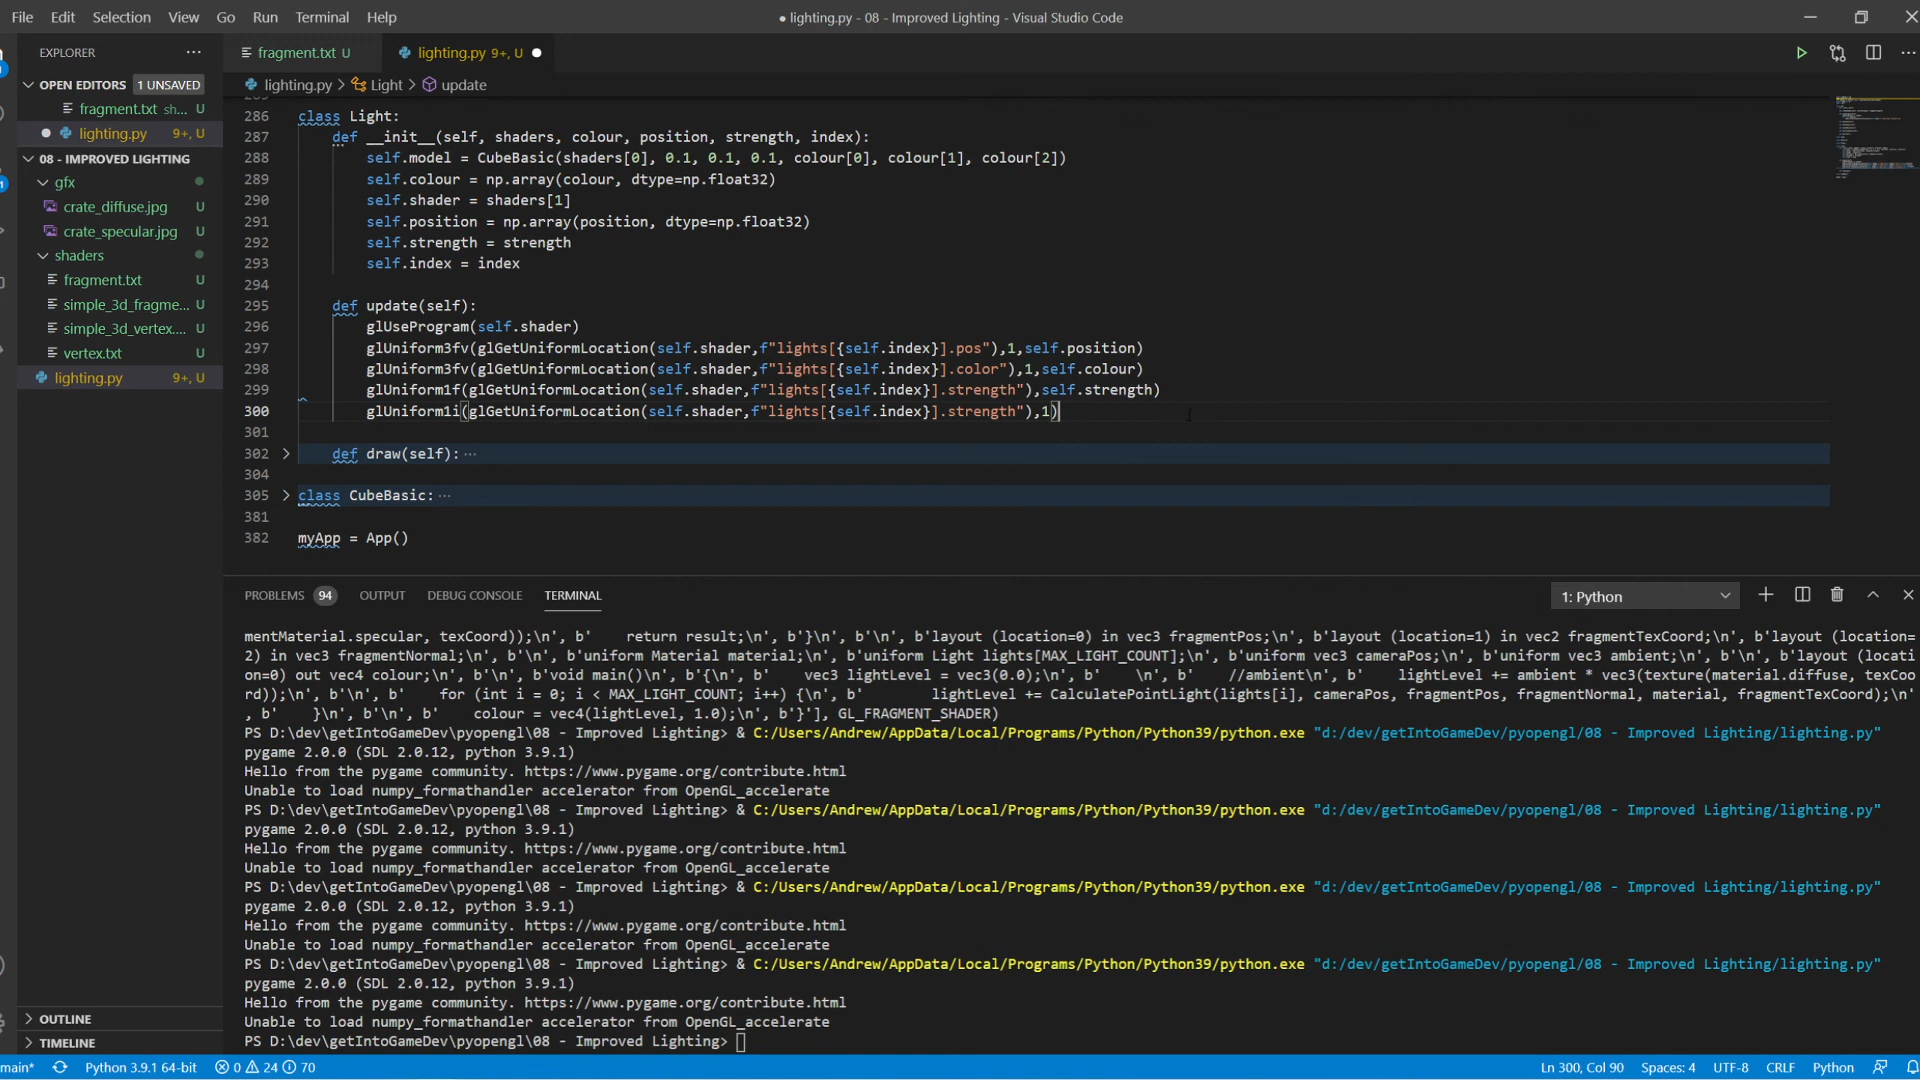 File Edit Selection View Go Run Terminal Help
● lighting.py - 08 - Improved Lighting - Visual Studio Code
EXPLORER ···
fragment.txt U
lighting.py 9+, U ●
OPEN EDITORS 1 UNSAVED
lighting.py > Light > update
fragment.txt sh... U
lighting.py 9+, U
08 - IMPROVED LIGHTING
gfx
crate_diffuse.jpg U
crate_specular.jpg U
shaders
fragment.txt U
simple_3d_fragme... U
simple_3d_vertex.... U
vertex.txt U
lighting.py 9+, U
OUTLINE
TIMELINE
286 class Light:
287 def __init__(self, shaders, colour, position, strength, index):
288 self.model = CubeBasic(shaders[0], 0.1, 0.1, 0.1, colour[0], colour[1], colour[2])
289 self.colour = np.array(colour, dtype=np.float32)
290 self.shader = shaders[1]
291 self.position = np.array(position, dtype=np.float32)
292 self.strength = strength
293 self.index = index
294
295 def update(self):
296 glUseProgram(self.shader)
297 glUniform3fv(glGetUniformLocation(self.shader,f"lights[{self.index}].pos"),1,self.position)
298 glUniform3fv(glGetUniformLocation(self.shader,f"lights[{self.index}].color"),1,self.colour)
299 glUniform1f(glGetUniformLocation(self.shader,f"lights[{self.index}].strength"),self.strength)
300 glUniform1i(glGetUniformLocation(self.shader,f"lights[{self.index}].strength"),1)
301
302 def draw(self): ···
304
305 class CubeBasic: ···
381
382 myApp = App()
PROBLEMS 94 OUTPUT DEBUG CONSOLE TERMINAL
1: Python
mentMaterial.specular, texCoord));\n', b'    return result;\n', b'}\n', b'\n', b'layout (location=0) in vec3 fragmentPos;\n', b'layout (location=1) in vec2 fragmentTexCoord;\n', b'layout (location=
2) in vec3 fragmentNormal;\n', b'\n', b'uniform Material material;\n', b'uniform Light lights[MAX_LIGHT_COUNT];\n', b'uniform vec3 cameraPos;\n', b'uniform vec3 ambient;\n', b'\n', b'layout (locati
on=0) out vec4 colour;\n', b'void main()\n', b'{\n', b'    vec3 lightLevel = vec3(0.0);\n', b'    \n', b'    //ambient\n', b'    lightLevel += ambient * vec3(texture(material.diffuse, texCoo
rd));\n', b'\n', b'    for (int i = 0; i < MAX_LIGHT_COUNT; i++) {\n', b'        lightLevel += CalculatePointLight(lights[i], cameraPos, fragmentPos, fragmentNormal, material, fragmentTexCoord);\n'
, b'    }\n', b'\n', b'    colour = vec4(lightLevel, 1.0);\n', b'}'], GL_FRAGMENT_SHADER)
PS D:\dev\getIntoGameDev\pyopengl\08 - Improved Lighting> & C:/Users/Andrew/AppData/Local/Programs/Python/Python39/python.exe "d:/dev/getIntoGameDev/pyopengl/08 - Improved Lighting/lighting.py"
pygame 2.0.0 (SDL 2.0.12, python 3.9.1)
Hello from the pygame community. https://www.pygame.org/contribute.html
Unable to load numpy_formathandler accelerator from OpenGL_accelerate
PS D:\dev\getIntoGameDev\pyopengl\08 - Improved Lighting> & C:/Users/Andrew/AppData/Local/Programs/Python/Python39/python.exe "d:/dev/getIntoGameDev/pyopengl/08 - Improved Lighting/lighting.py"
pygame 2.0.0 (SDL 2.0.12, python 3.9.1)
Hello from the pygame community. https://www.pygame.org/contribute.html
Unable to load numpy_formathandler accelerator from OpenGL_accelerate
PS D:\dev\getIntoGameDev\pyopengl\08 - Improved Lighting> & C:/Users/Andrew/AppData/Local/Programs/Python/Python39/python.exe "d:/dev/getIntoGameDev/pyopengl/08 - Improved Lighting/lighting.py"
pygame 2.0.0 (SDL 2.0.12, python 3.9.1)
Hello from the pygame community. https://www.pygame.org/contribute.html
Unable to load numpy_formathandler accelerator from OpenGL_accelerate
PS D:\dev\getIntoGameDev\pyopengl\08 - Improved Lighting> & C:/Users/Andrew/AppData/Local/Programs/Python/Python39/python.exe "d:/dev/getIntoGameDev/pyopengl/08 - Improved Lighting/lighting.py"
pygame 2.0.0 (SDL 2.0.12, python 3.9.1)
Hello from the pygame community. https://www.pygame.org/contribute.html
Unable to load numpy_formathandler accelerator from OpenGL_accelerate
PS D:\dev\getIntoGameDev\pyopengl\08 - Improved Lighting>
main* Python 3.9.1 64-bit 0 24 70 Ln 300, Col 90 Spaces: 4 UTF-8 CRLF Python